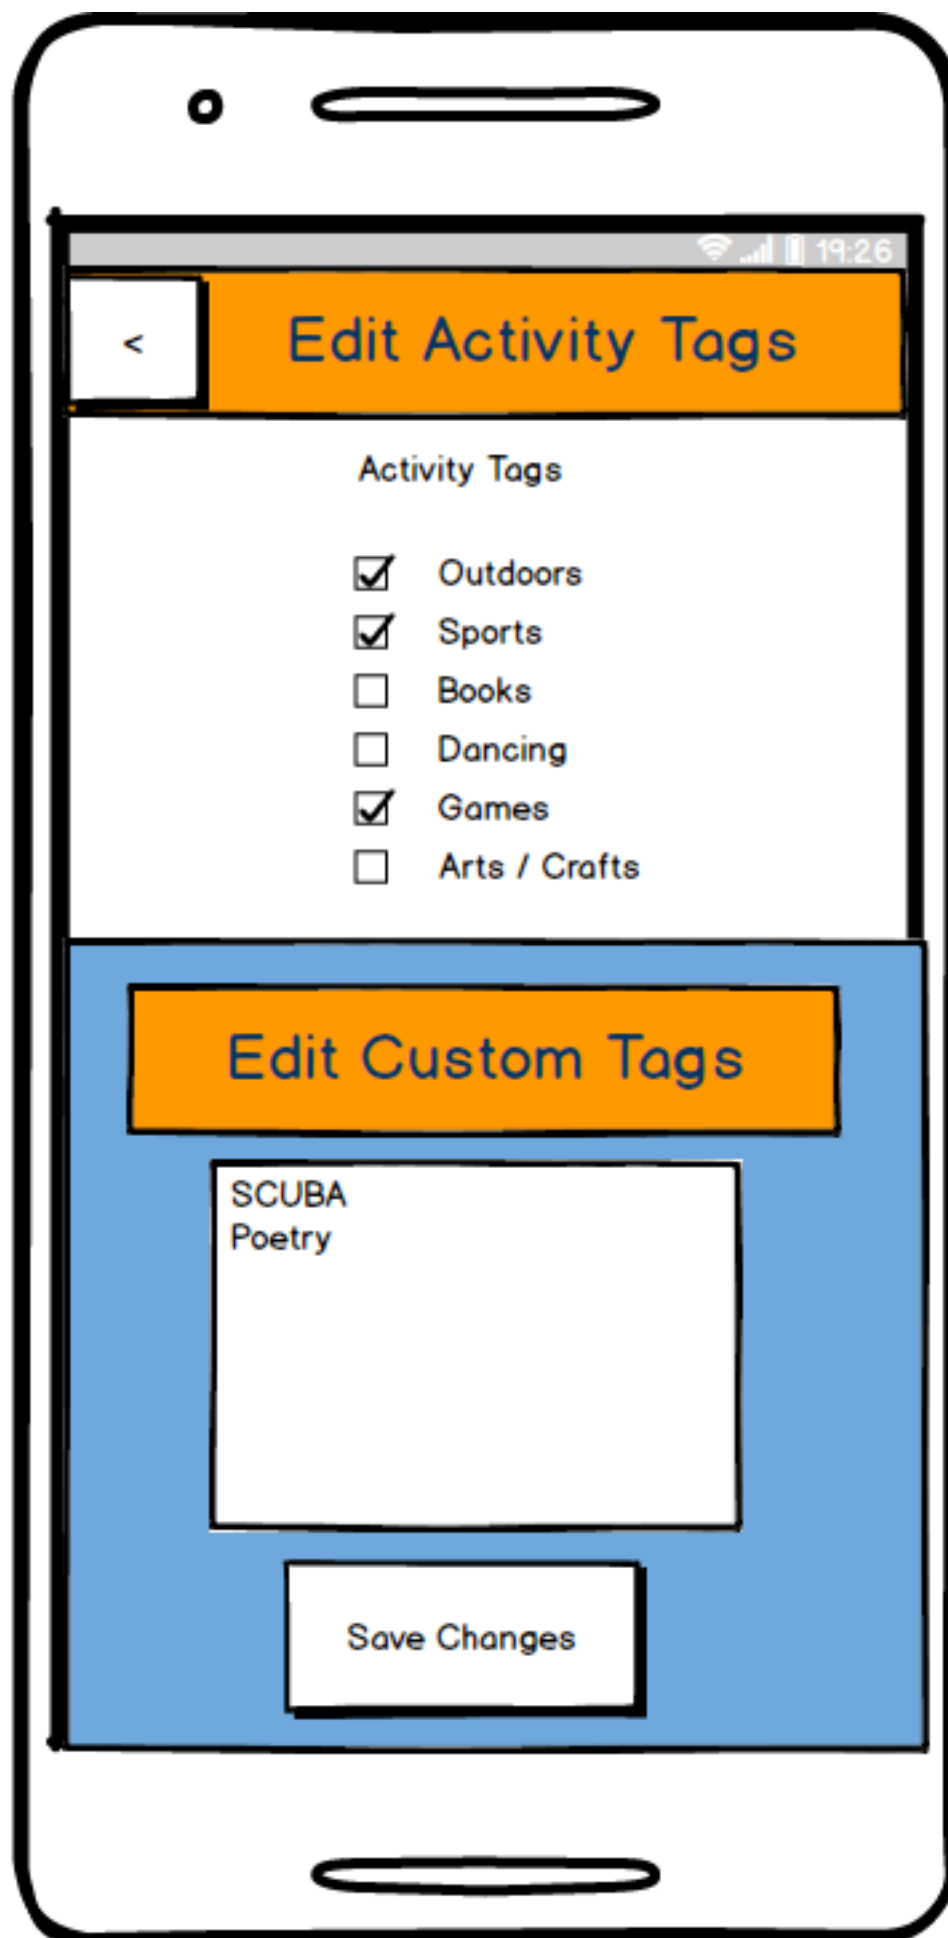 19:26
<
Edit Activity Tags
Activity Tags
Outdoors
Sports
Books
Dancing
Games
Arts / Crafts
Edit Custom Tags
SCUBA
Poetry
Save Changes